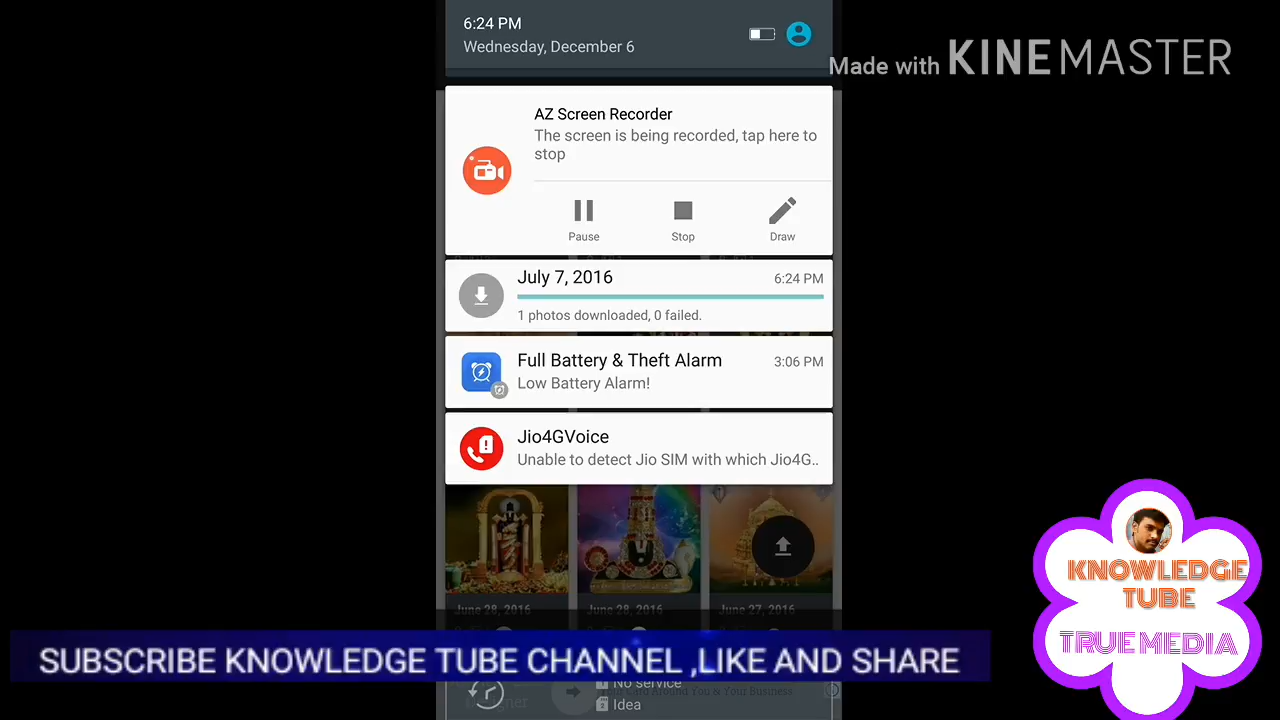 6:24 PM
Wednesday, December 6
Made with KINEMASTER
AZ Screen Recorder
The screen is being recorded, tap here to
stop
Pause
Stop
Draw
July 7, 2016
6:24 PM
1 photos downloaded, 0 failed.
Full Battery & Theft Alarm
3:06 PM
Low Battery Alarm!
Jio4GVoice
Unable to detect Jio SIM with which Jio4G..
June 28, 2016
June 28, 2016
June 27, 2016
KNOWLEDGE
TUBE
TRUE MEDIA
SUBSCRIBE KNOWLEDGE TUBE CHANNEL ,LIKE AND SHARE
No service
Around You & Your Business
Idea